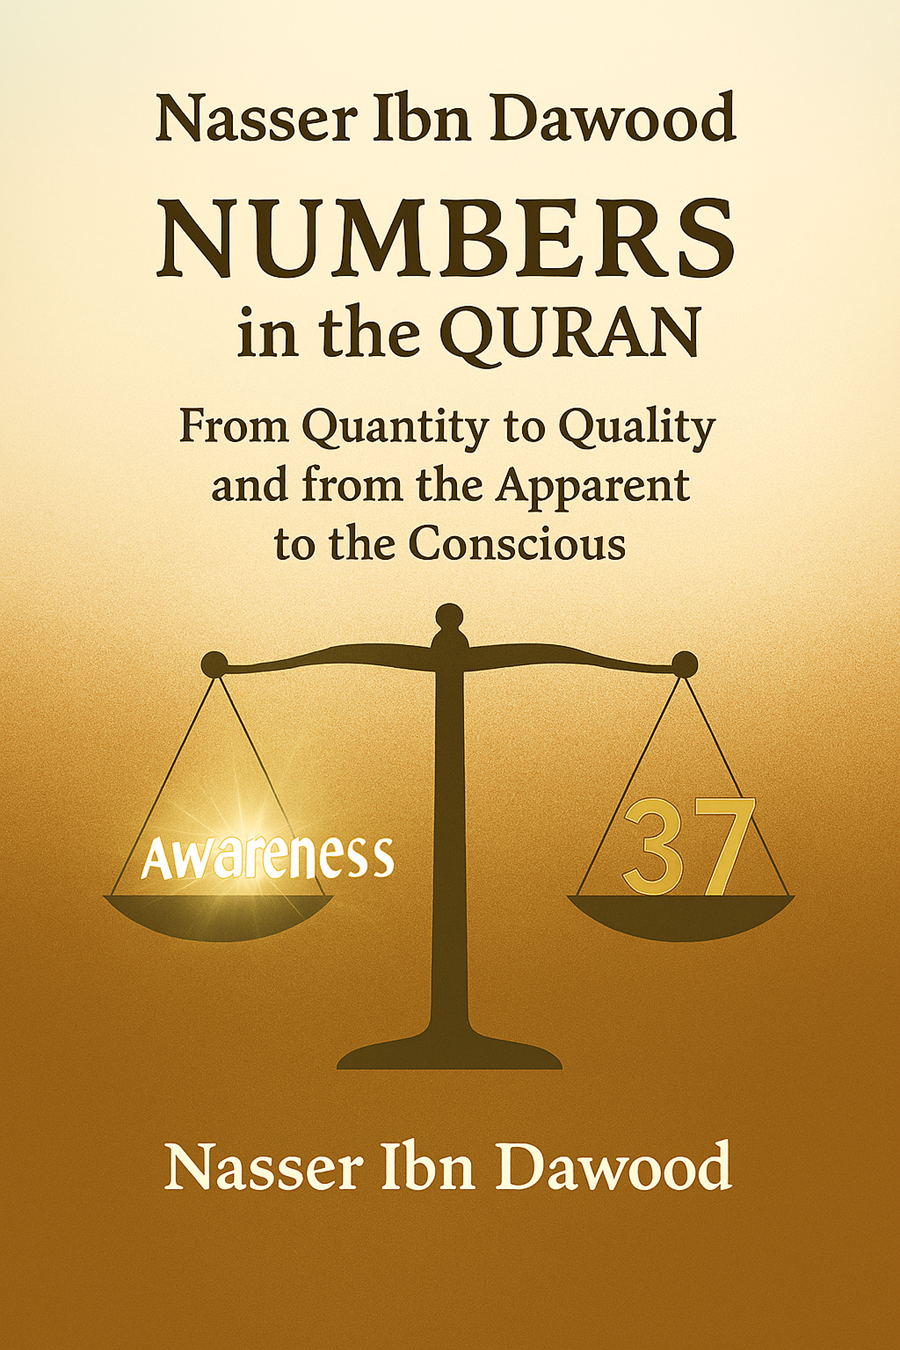 Nasser Ibn Dawood
NUMBERS
in the QURAN
From Quantity to Quality
and from the Apparent
to the Conscious
Awareness
37
Nasser Ibn Dawood